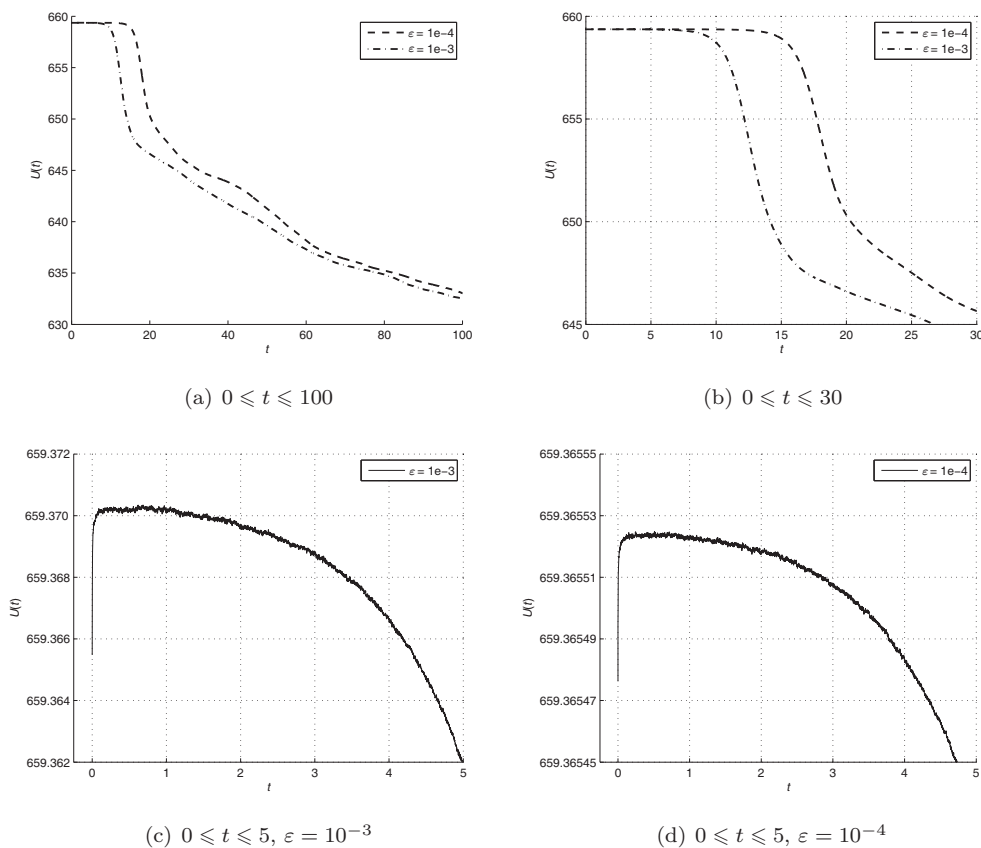 660
655
650
645
640
635
630
U(t)
0 20 40 60 80 100
t
ε = 1e−4
ε = 1e−3
(a) 0 ⩽ t ⩽ 100
660
655
650
645
U(t)
0 5 10 15 20 25 30
t
ε = 1e−4
ε = 1e−3
(b) 0 ⩽ t ⩽ 30
659.372
659.370
659.368
659.366
659.364
659.362
U(t)
0 1 2 3 4 5
t
ε = 1e−3
(c) 0 ⩽ t ⩽ 5, ε = 10⁻³
659.36555
659.36553
659.36551
659.36549
659.36547
659.36545
U(t)
0 1 2 3 4 5
t
ε = 1e−4
(d) 0 ⩽ t ⩽ 5, ε = 10⁻⁴